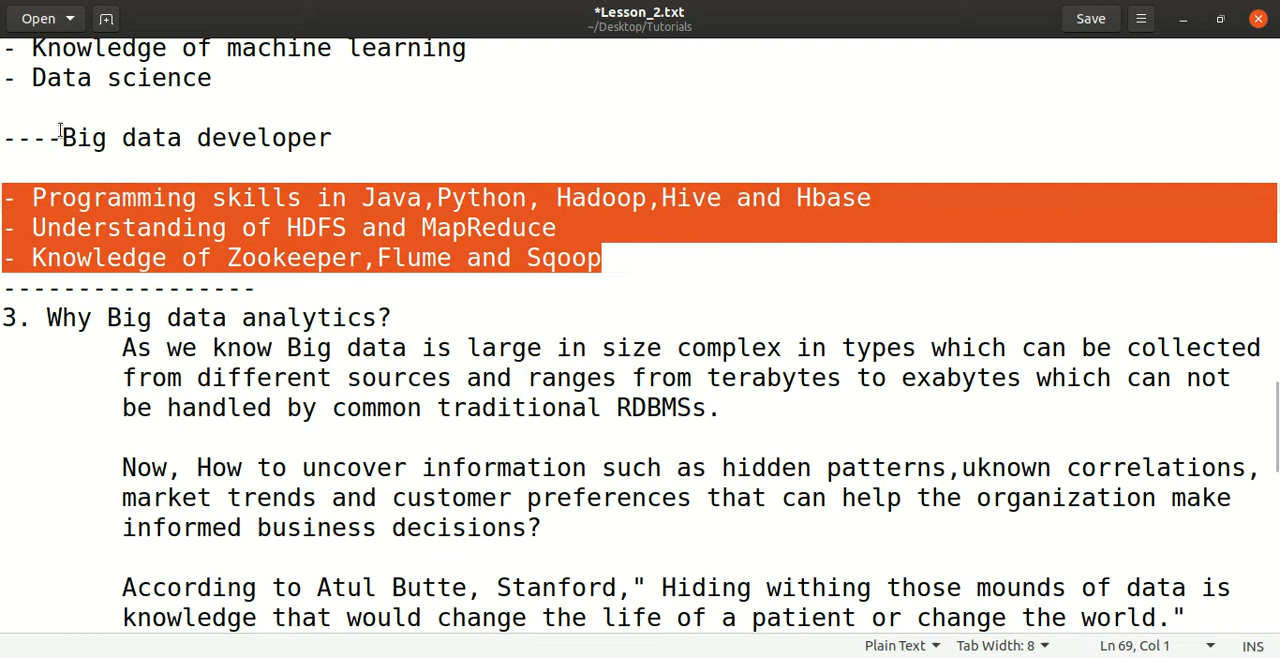 Open
*Lesson_2.txt
~/Desktop/Tutorials
Save
- Knowledge of machine learning
- Data science
----Big data developer
- Programming skills in Java,Python, Hadoop,Hive and Hbase
- Understanding of HDFS and MapReduce
- Knowledge of Zookeeper,Flume and Sqoop
-----------------
3. Why Big data analytics?
As we know Big data is large in size complex in types which can be collected
from different sources and ranges from terabytes to exabytes which can not
be handled by common traditional RDBMSs.
Now, How to uncover information such as hidden patterns,uknown correlations,
market trends and customer preferences that can help the organization make
informed business decisions?
According to Atul Butte, Stanford," Hiding withing those mounds of data is
knowledge that would change the life of a patient or change the world."
Plain Text Tab Width: 8 Ln 69, Col 1 INS